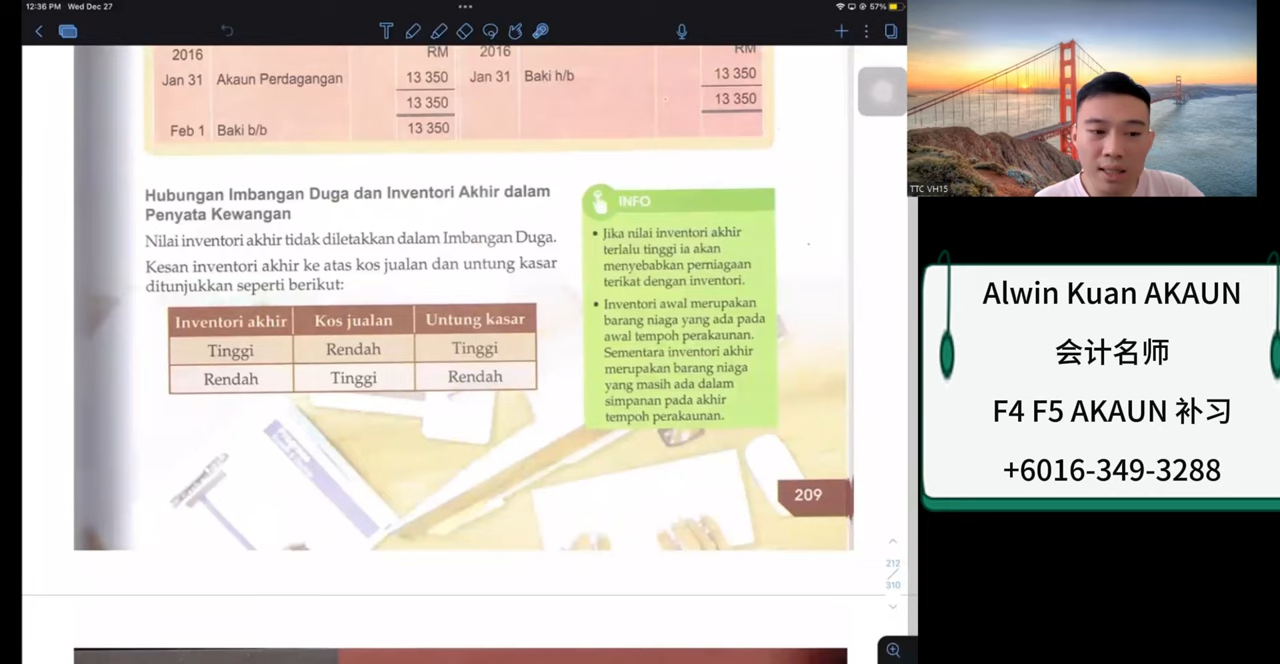 12:36 PM Wed Dec 27
57%
2016 RM 2016 RM
Jan 31 Akaun Perdagangan 13 350 Jan 31 Baki h/b 13 350
13 350 13 350
Feb 1 Baki b/b 13 350
Hubungan Imbangan Duga dan Inventori Akhir dalam
Penyata Kewangan
Nilai inventori akhir tidak diletakkan dalam Imbangan Duga.
Kesan inventori akhir ke atas kos jualan dan untung kasar
ditunjukkan seperti berikut:
Inventori akhir Kos jualan Untung kasar
Tinggi Rendah Tinggi
Rendah Tinggi Rendah
INFO
• Jika nilai inventori akhir
terlalu tinggi ia akan
menyebabkan perniagaan
terikat dengan inventori.
• Inventori awal merupakan
barang niaga yang ada pada
awal tempoh perakaunan.
Sementara inventori akhir
merupakan barang niaga
yang masih ada dalam
simpanan pada akhir
tempoh perakaunan.
209
212
/
310
TTC VH15
Alwin Kuan AKAUN
会计名师
F4 F5 AKAUN 补习
+6016-349-3288